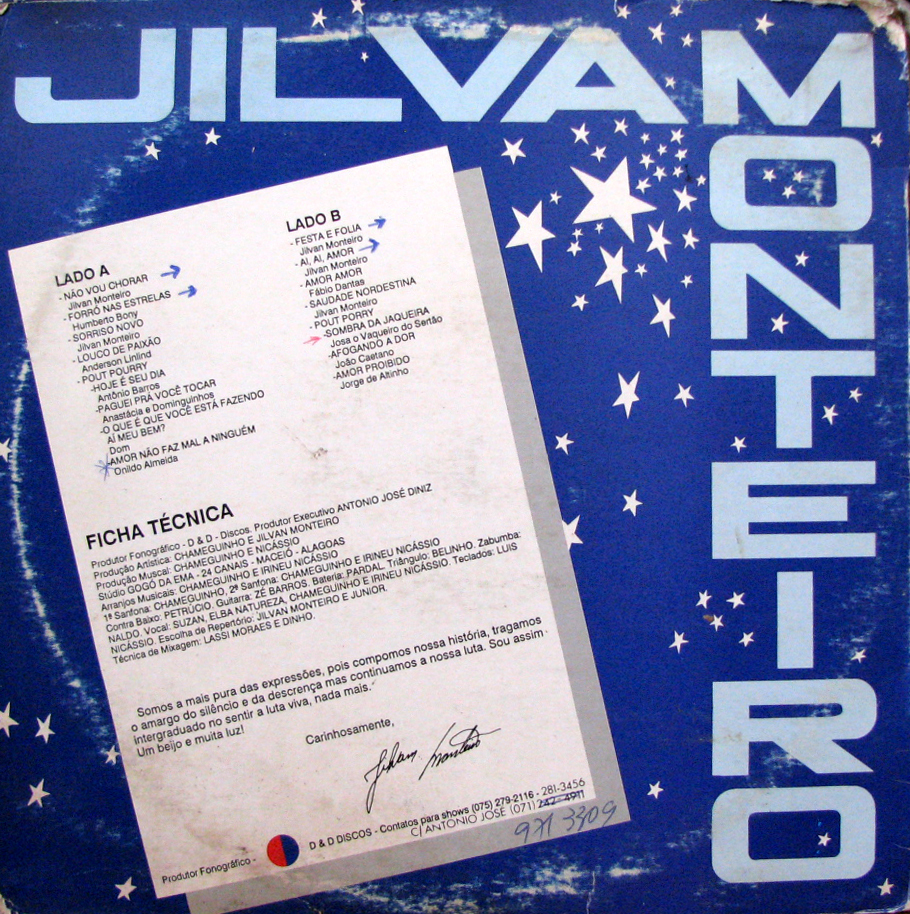 JILVAM
MONTEIRO
LADO A
- NÃO VOU CHORAR
Jilvan Monteiro
- FORRÓ NAS ESTRELAS
Humberto Bony
- SORRISO NOVO
Jilvan Monteiro
- LOUCO DE PAIXÃO
Anderson Linlind
- POUT POURRY
-HOJE É SEU DIA
Antônio Barros
-PAGUEI PRÁ VOCÊ TOCAR
Anastácia e Dominguinhos
-O QUE É QUE VOCÊ ESTÁ FAZENDO
AÍ MEU BEM?
Dom
-AMOR NÃO FAZ MAL A NINGUÉM
Onildo Almeida
LADO B
- FESTA E FOLIA
Jilvan Monteiro
- AI, AI, AMOR
Jilvan Monteiro
- AMOR AMOR
Fábio Dantas
- SAUDADE NORDESTINA
Jilvan Monteiro
- POUT PORRY
-SOMBRA DA JAQUEIRA
Josa o Vaqueiro do Sertão
-AFOGANDO A DOR
João Caetano
-AMOR PROIBIDO
Jorge de Altinho
FICHA TÉCNICA
Produtor Fonográfico - D & D - Discos. Produtor Executivo ANTONIO JOSÉ DINIZ
Produção Artistica: CHAMEGUINHO E JILVAN MONTEIRO
Produção Muscal: CHAMEGUINHO E NICÁSSIO
Stúdio GOGÓ DA EMA - 24 CANAIS - MACEIÓ - ALAGOAS
Arranjos Musicais: CHAMEGUINHO E IRINEU NICÁSSIO
1ª Sanfona: CHAMEGUINHO, 2ª Sanfona: CHAMEGUINHO E IRINEU NICÁSSIO
Contra Baixo: PETRÚCIO, Guitarra: ZÉ BARROS, Bateria: PARDAL, Triângulo: BELINHO. Zabumba:
NALDO. Vocal: SUZAN, ELBA NATUREZA, CHAMEGUINHO E IRINEU NICÁSSIO. Teclados: LUIS
NICÁSSIO. Escolha de Repertório: JILVAN MONTEIRO E JUNIOR.
Técnica de Mixagem: LASSI MORAES E DINHO.
Somos a mais pura das expressões, pois compomos nossa história, tragamos
o amargo do silêncio e da descrença mas continuamos a nossa luta. Sou assim
intergraduado no sentir a luta viva, nada mais.
Um beijo e muita luz!
Carinhosamente,
Jilvan Monteiro
Produtor Fonográfico - D & D DISCOS - Contatos para shows (075) 279-2116 - 281-3456
C/ ANTONIO JOSÉ (071) 242-4911
971 3309